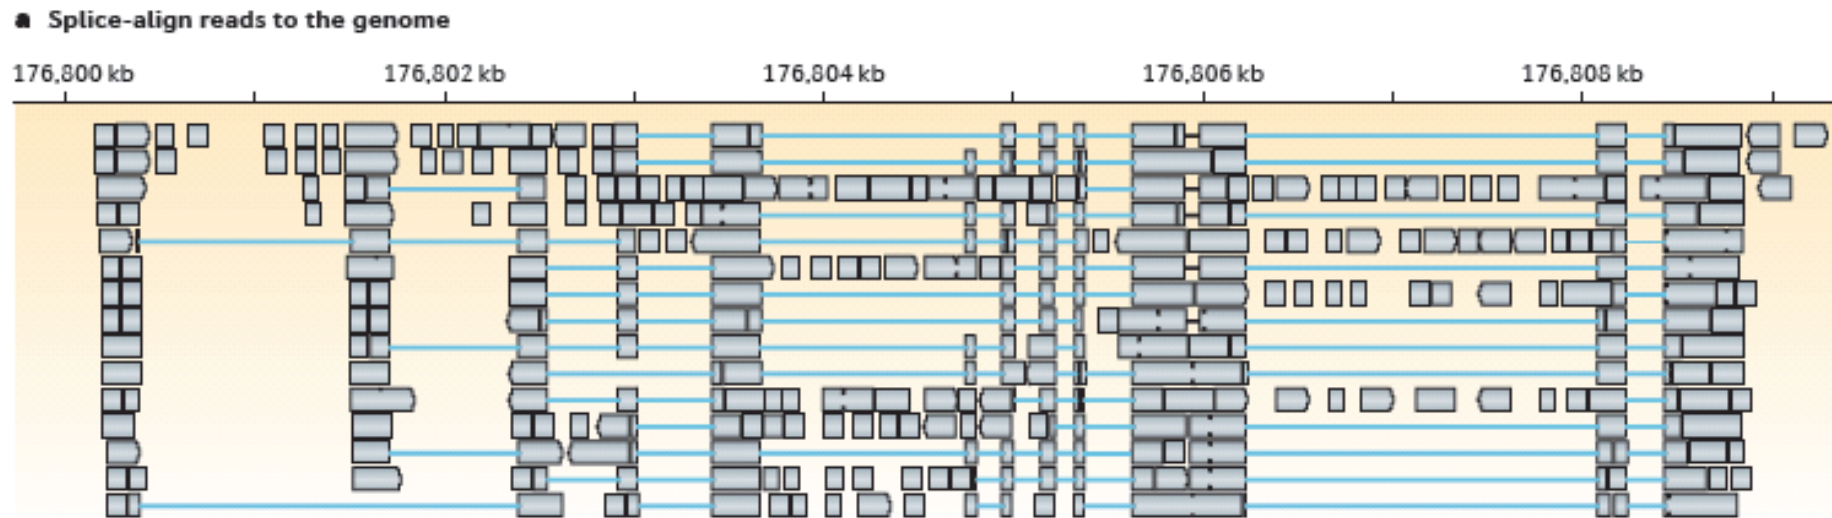 a Splice-align reads to the genome
176,800 kb 176,802 kb 176,804 kb 176,806 kb 176,808 kb